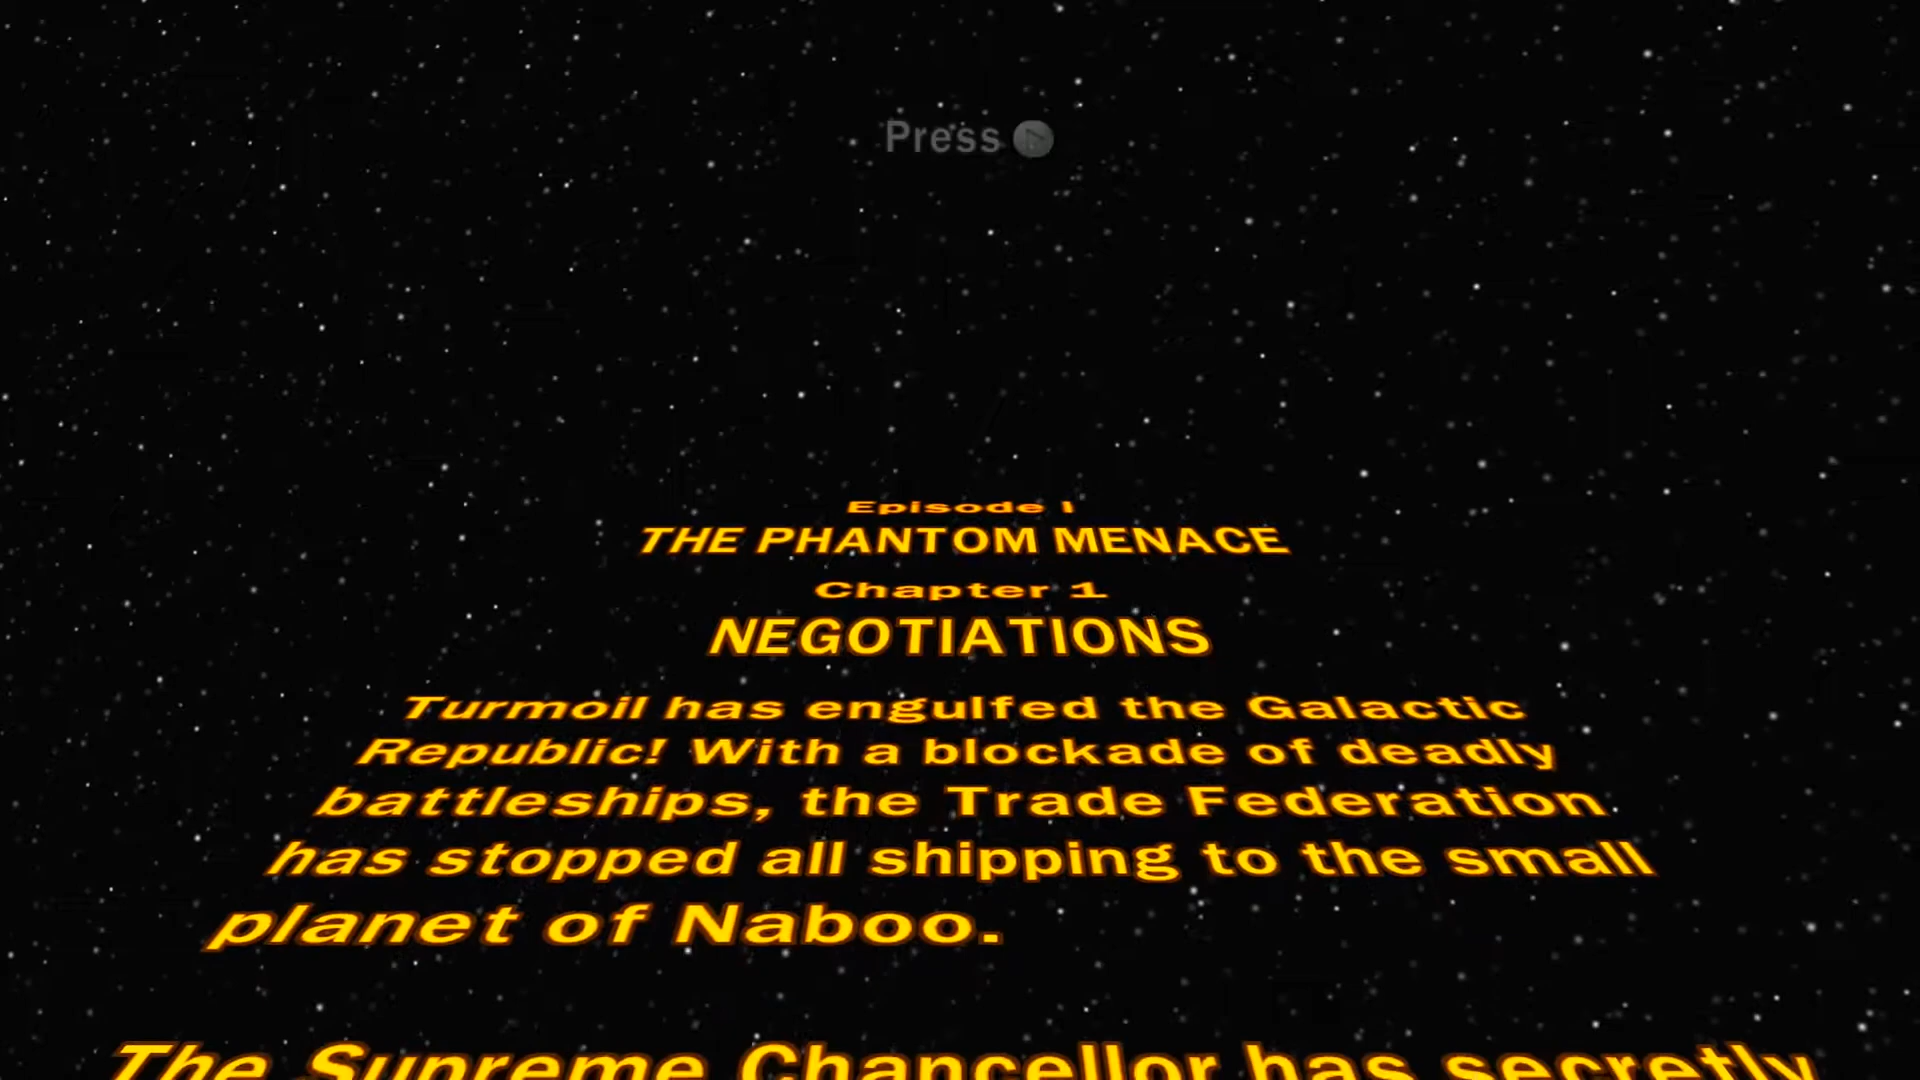 Press
Episode I
THE PHANTOM MENACE
Chapter 1
NEGOTIATIONS
Turmoil has engulfed the Galactic
Republic! With a blockade of deadly
battleships, the Trade Federation
has stopped all shipping to the small
planet of Naboo.
The Supreme Chancellor has secretly